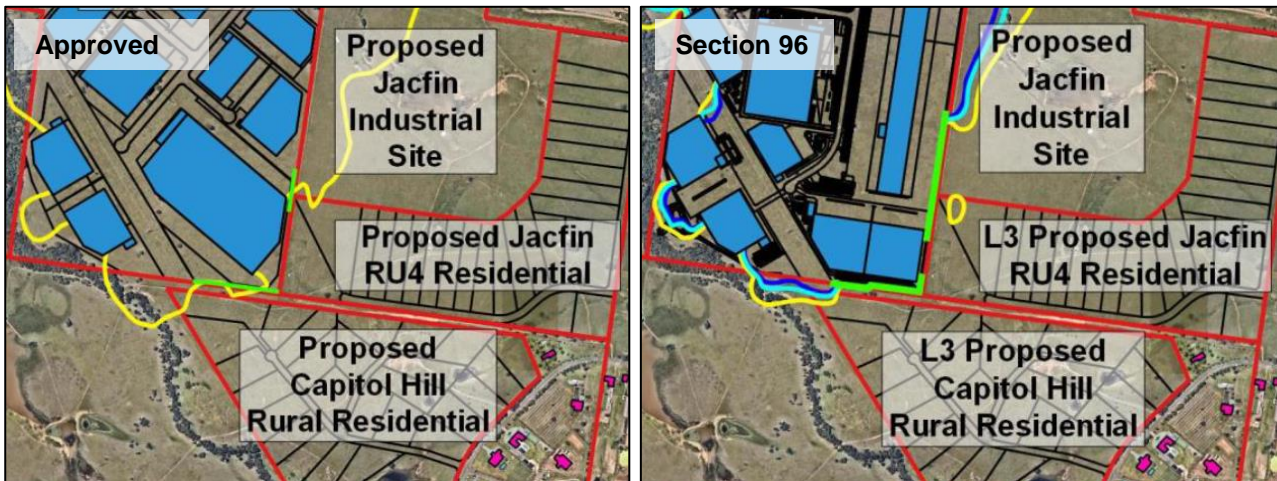 Approved
Proposed
Jacfin
Industrial
Site
Proposed Jacfin
RU4 Residential
Proposed
Capitol Hill
Rural Residential
Section 96
Proposed
Jacfin
Industrial
Site
L3 Proposed Jacfin
RU4 Residential
L3 Proposed
Capitol Hill
Rural Residential